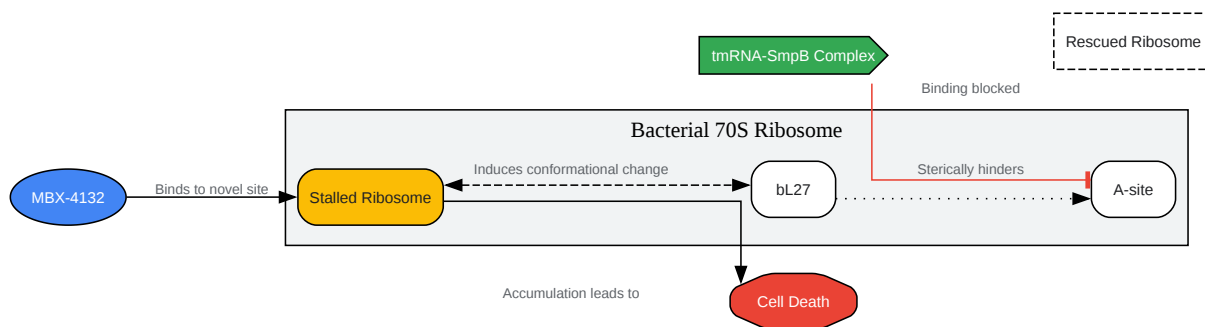 tmRNA-SmpB Complex
Rescued Ribosome
Binding blocked
Bacterial 70S Ribosome
MBX-4132
Binds to novel site
Stalled Ribosome
Induces conformational change
bL27
Sterically hinders
A-site
Accumulation leads to
Cell Death